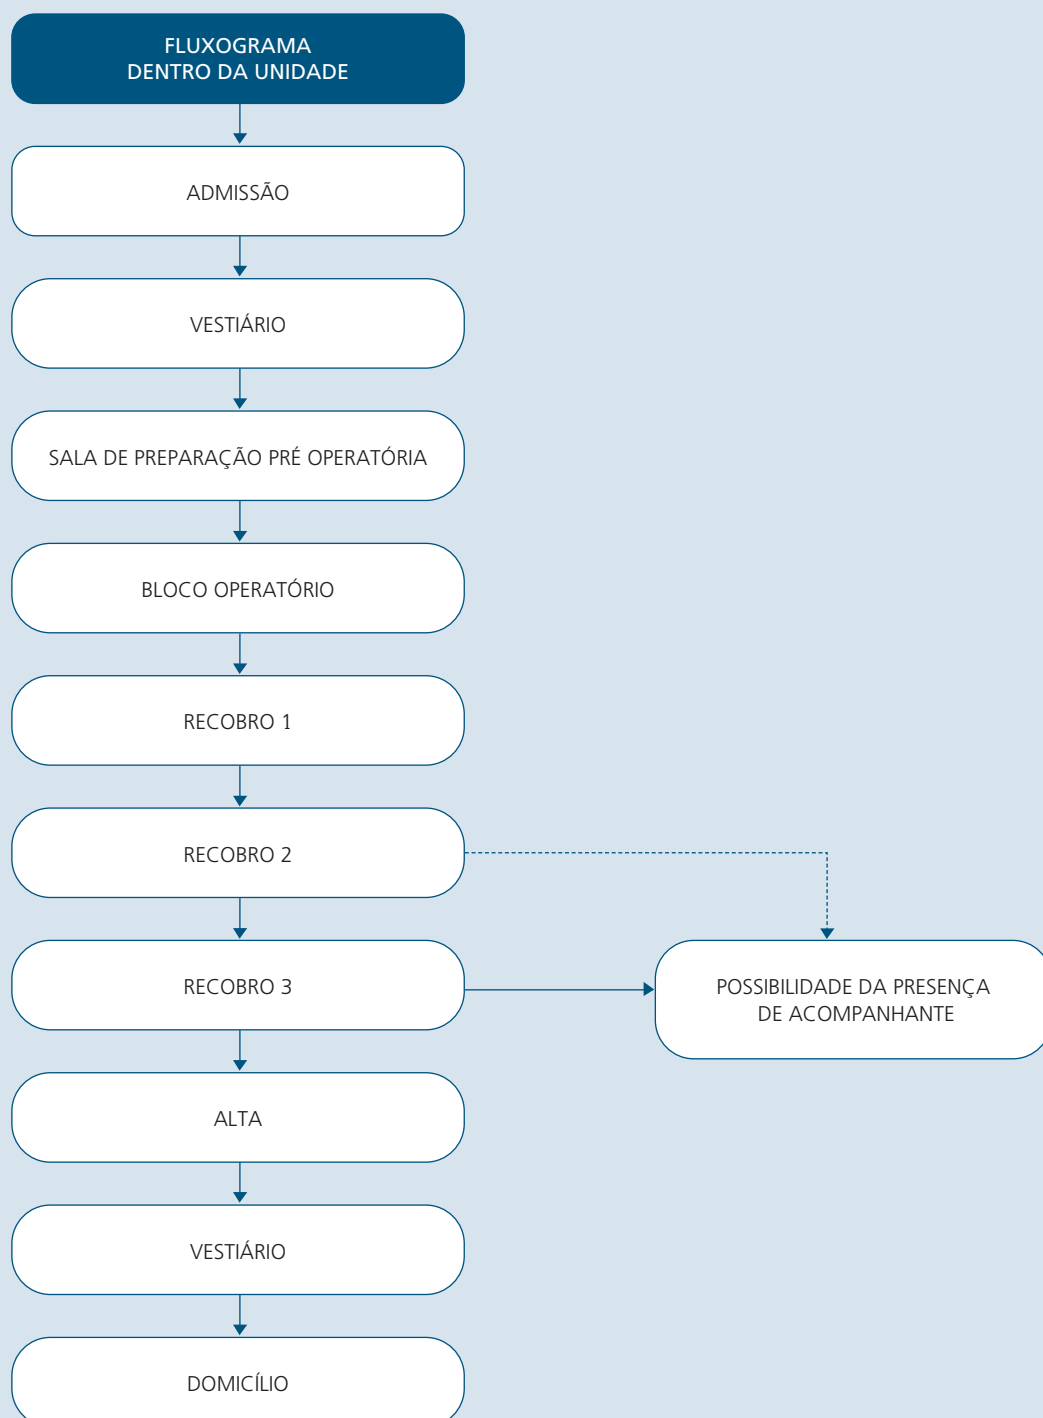 FLUXOGRAMA
DENTRO DA UNIDADE
ADMISSÃO
VESTIÁRIO
SALA DE PREPARAÇÃO PRÉ OPERATÓRIA
BLOCO OPERATÓRIO
RECOBRO 1
RECOBRO 2
RECOBRO 3
POSSIBILIDADE DA PRESENÇA
DE ACOMPANHANTE
ALTA
VESTIÁRIO
DOMICÍLIO